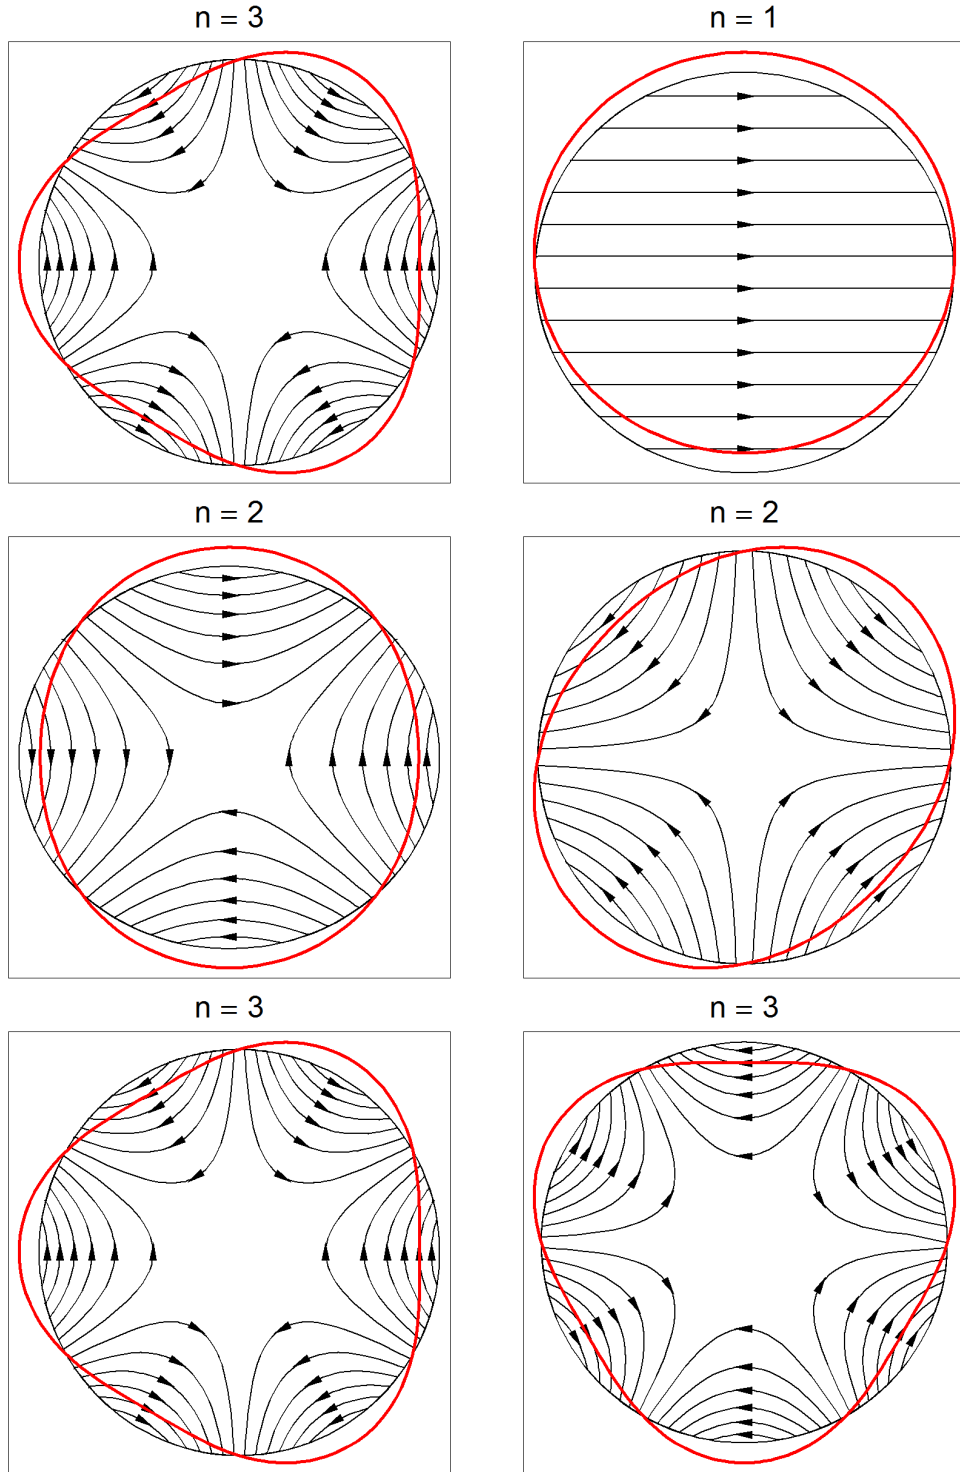 n = 3
n = 1
n = 2
n = 2
n = 3
n = 3